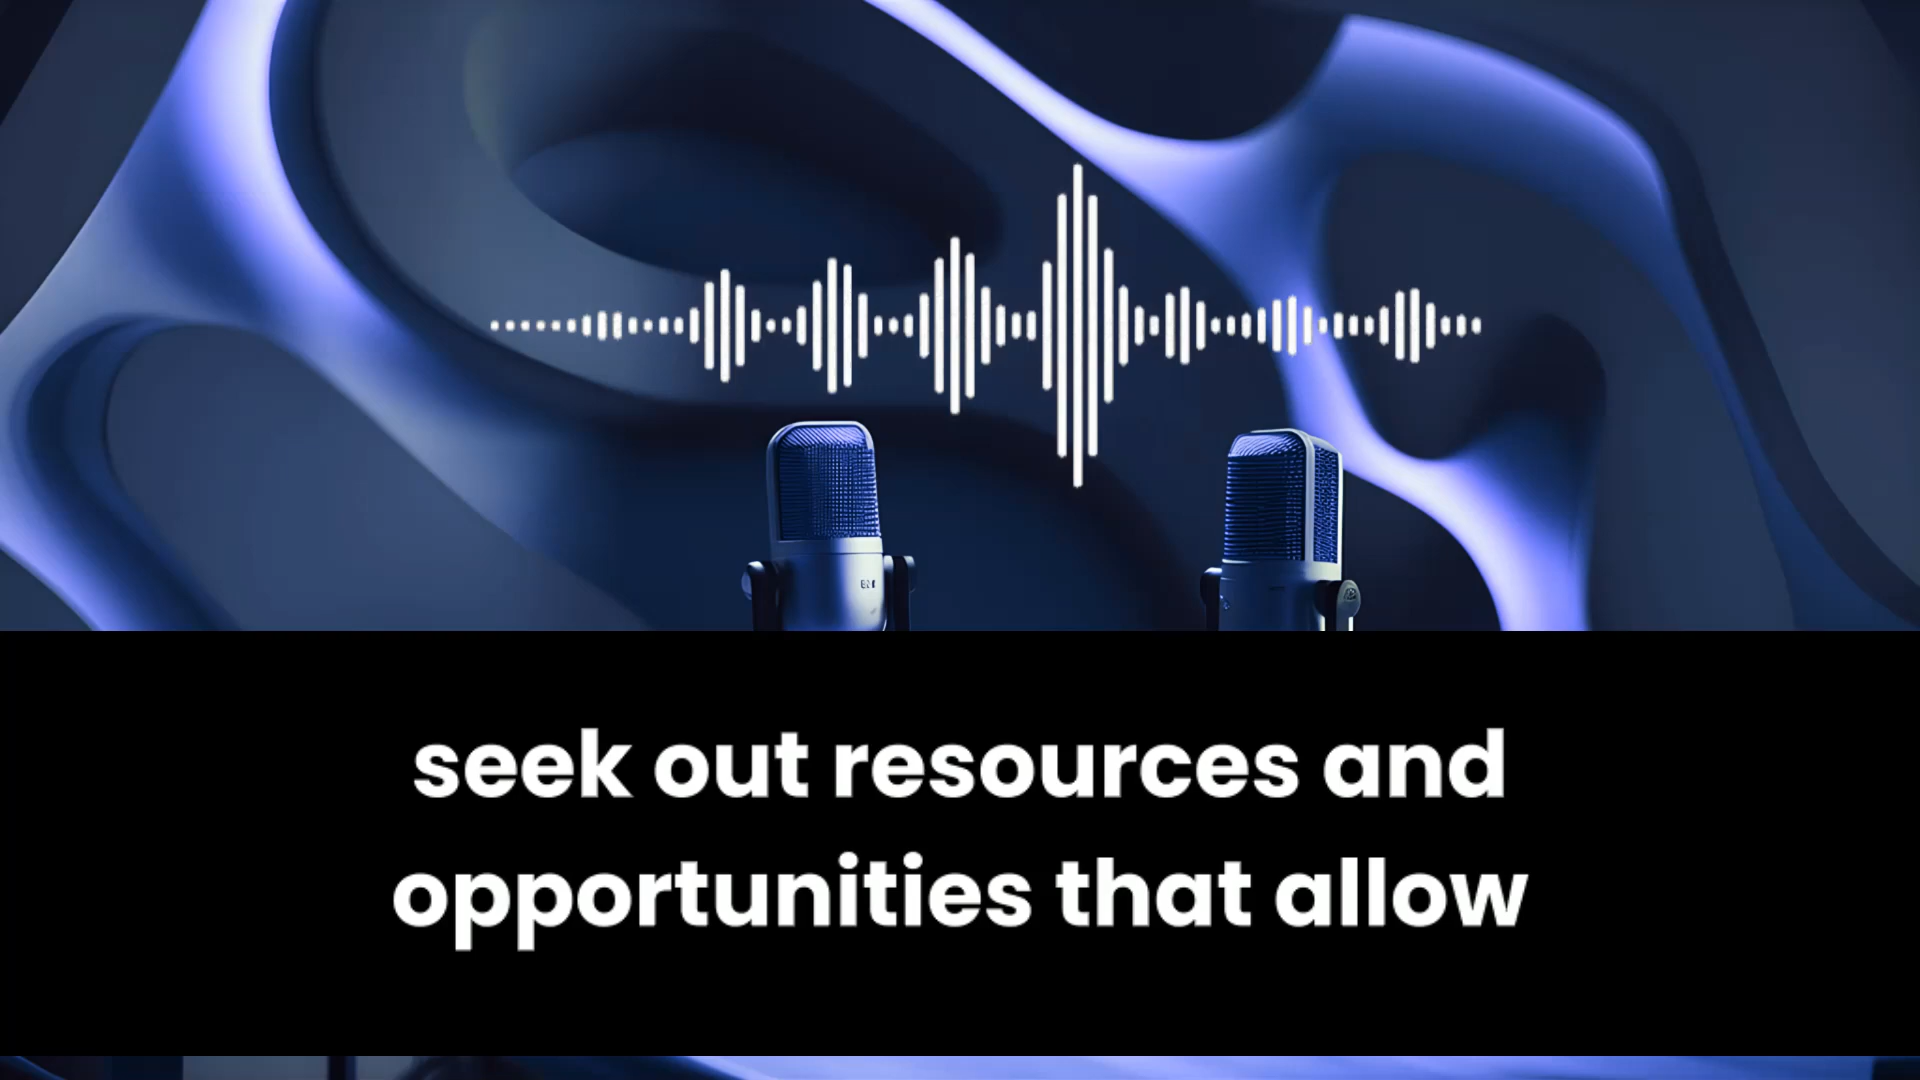 seek out resources and
opportunities that allow